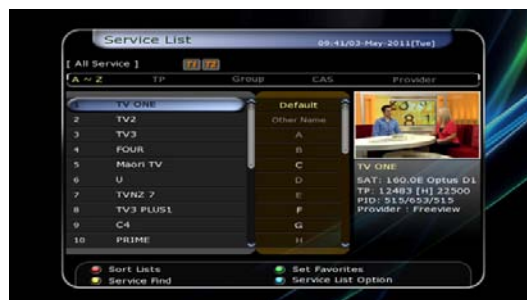 Service List 09:41/03-May-2011[Tue]
[ All Service ] T1 T2
A ~ Z TP Group CAS Provider
1 TV ONE
2 TV2
3 TV3
4 FOUR
5 Maori TV
6 U
7 TVNZ 7
8 TV3 PLUS1
9 C4
10 PRIME
Default
Other Name
A
B
C
D
E
F
G
H
TV ONE
SAT: 160.0E Optus D1
TP: 12483 [H] 22500
PID: 515/653/515
Provider : Freeview
Sort Lists
Set Favorites
Service Find
Service List Option